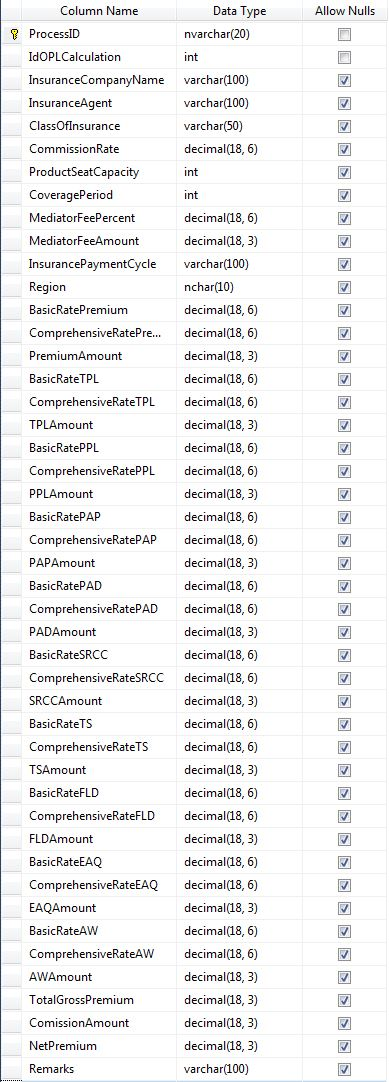 Column Name Data Type Allow Nulls
ProcessID nvarchar(20)
IdOPLCalculation int
InsuranceCompanyName varchar(100)
InsuranceAgent varchar(100)
ClassOfInsurance varchar(50)
CommissionRate decimal(18, 6)
ProductSeatCapacity int
CoveragePeriod int
MediatorFeePercent decimal(18, 6)
MediatorFeeAmount decimal(18, 3)
InsurancePaymentCycle varchar(100)
Region nchar(10)
BasicRatePremium decimal(18, 6)
ComprehensiveRatePre... decimal(18, 6)
PremiumAmount decimal(18, 3)
BasicRateTPL decimal(18, 6)
ComprehensiveRateTPL decimal(18, 6)
TPLAmount decimal(18, 3)
BasicRatePPL decimal(18, 6)
ComprehensiveRatePPL decimal(18, 6)
PPLAmount decimal(18, 3)
BasicRatePAP decimal(18, 6)
ComprehensiveRatePAP decimal(18, 6)
PAPAmount decimal(18, 3)
BasicRatePAD decimal(18, 6)
ComprehensiveRatePAD decimal(18, 6)
PADAmount decimal(18, 3)
BasicRateSRCC decimal(18, 6)
ComprehensiveRateSRCC decimal(18, 6)
SRCCAmount decimal(18, 3)
BasicRateTS decimal(18, 6)
ComprehensiveRateTS decimal(18, 6)
TSAmount decimal(18, 3)
BasicRateFLD decimal(18, 6)
ComprehensiveRateFLD decimal(18, 6)
FLDAmount decimal(18, 3)
BasicRateEAQ decimal(18, 6)
ComprehensiveRateEAQ decimal(18, 6)
EAQAmount decimal(18, 3)
BasicRateAW decimal(18, 6)
ComprehensiveRateAW decimal(18, 6)
AWAmount decimal(18, 3)
TotalGrossPremium decimal(18, 3)
ComissionAmount decimal(18, 3)
NetPremium decimal(18, 3)
Remarks varchar(100)